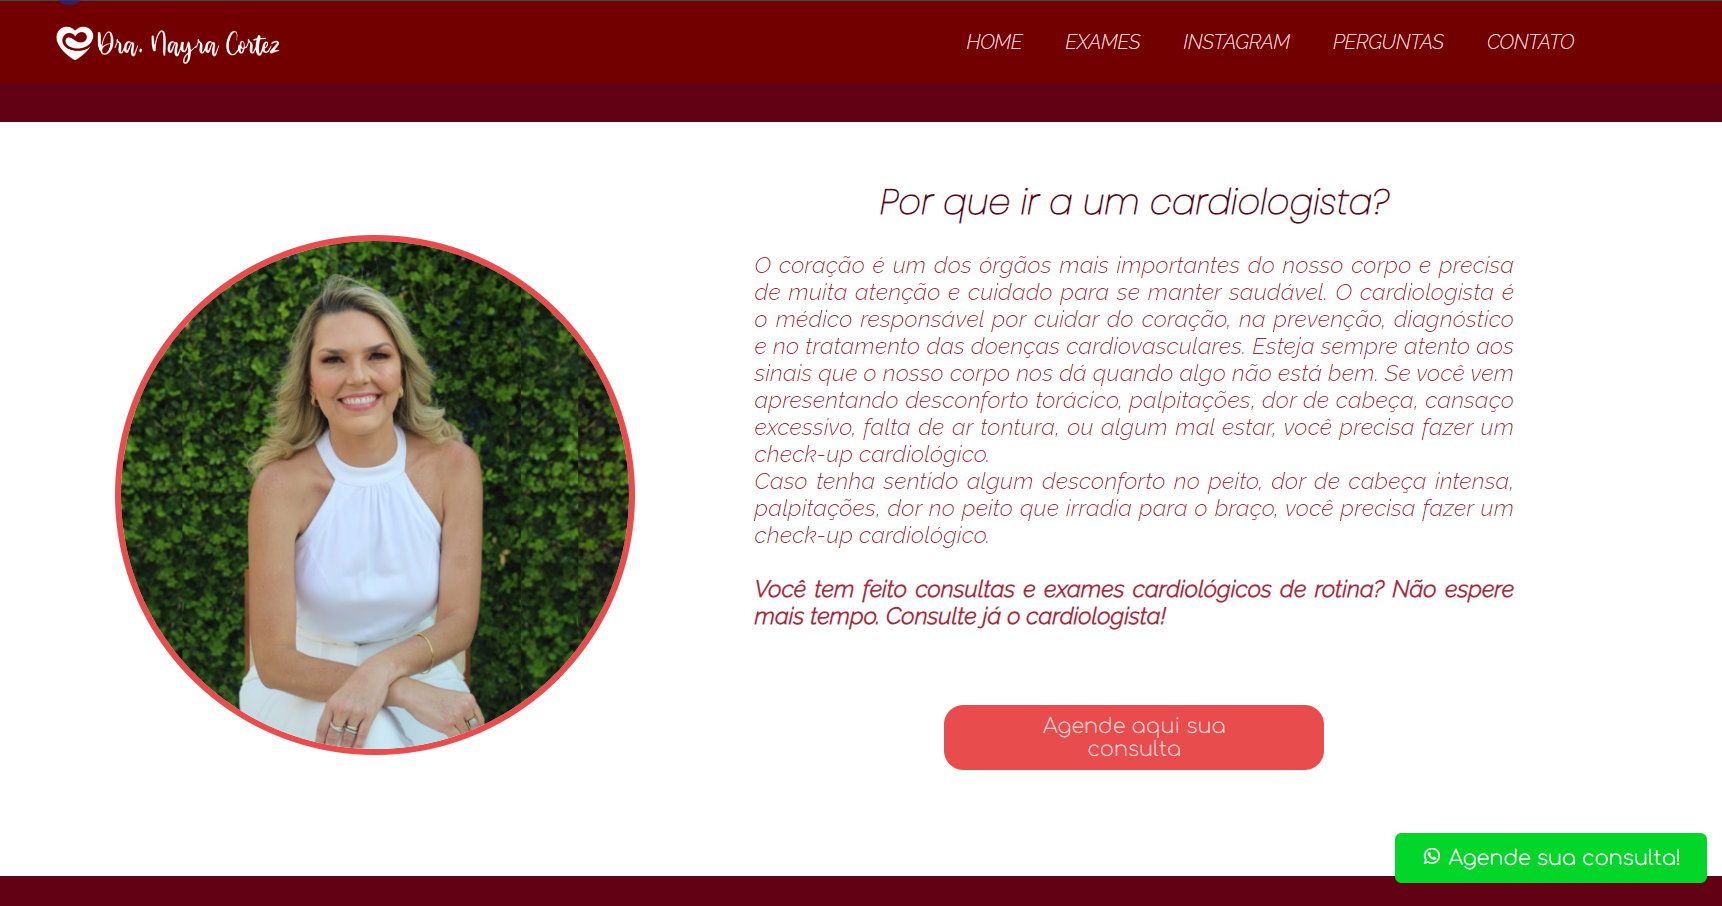 Dra. Nayra Cortez
HOME
EXAMES
INSTAGRAM
PERGUNTAS
CONTATO
Por que ir a um cardiologista?
O coração é um dos órgãos mais importantes do nosso corpo e precisa
de muita atenção e cuidado para se manter saudável. O cardiologista é
o médico responsável por cuidar do coração, na prevenção, diagnóstico
e no tratamento das doenças cardiovasculares. Esteja sempre atento aos
sinais que o nosso corpo nos dá quando algo não está bem. Se você vem
apresentando desconforto torácico, palpitações, dor de cabeça, cansaço
excessivo, falta de ar tontura, ou algum mal estar, você precisa fazer um
check-up cardiológico.
Caso tenha sentido algum desconforto no peito, dor de cabeça intensa,
palpitações, dor no peito que irradia para o braço, você precisa fazer um
check-up cardiológico.
Você tem feito consultas e exames cardiológicos de rotina? Não espere
mais tempo. Consulte já o cardiologista!
Agende aqui sua
consulta
Agende sua consulta!